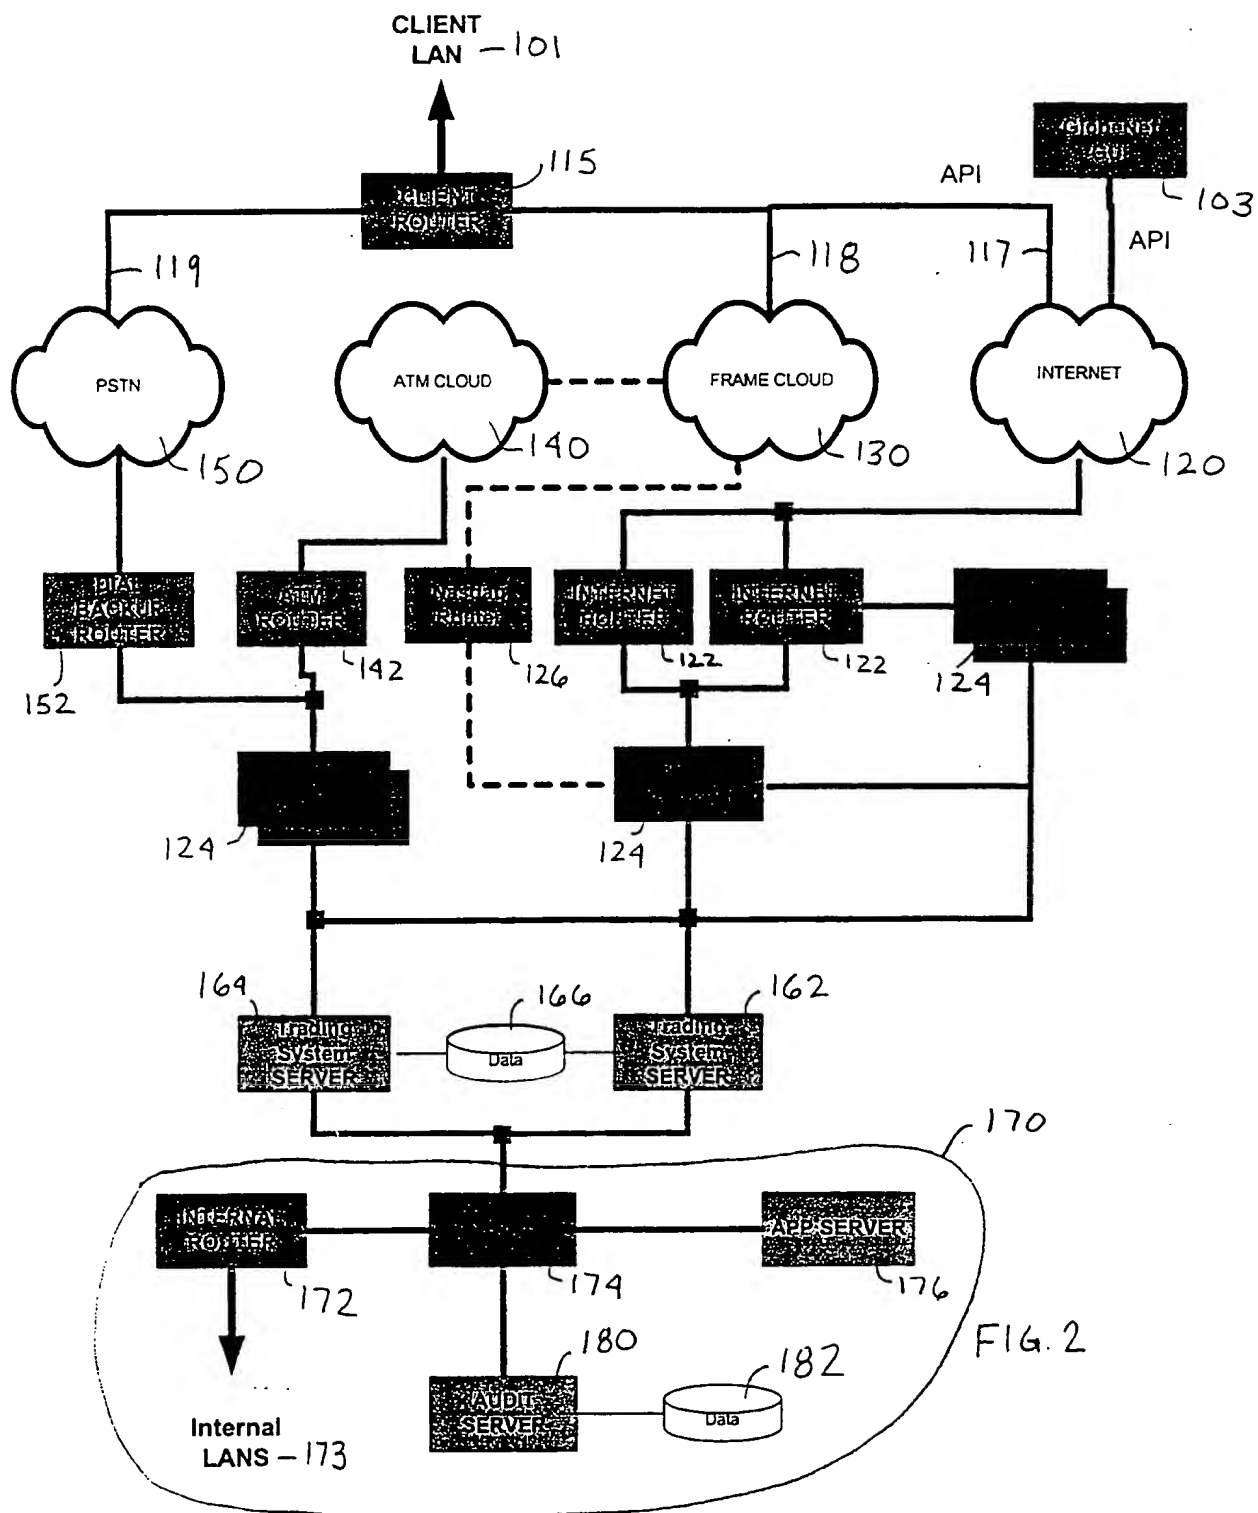 CLIENT
LAN - 101
GlobeNet
GUI
103
115
CLIENT
ROUTER
API
API
119
118
117
PSTN
ATM CLOUD
FRAME CLOUD
INTERNET
150
140
130
120
DIAL
BACKUP
ROUTER
ATM
ROUTER
Nasdaq
Router
INTERNET
ROUTER
INTERNET
ROUTER
152
142
126
122
122
124
124
124
164
166
162
Trading
System
SERVER
Data
Trading
System
SERVER
170
INTERNAL
ROUTER
APP SERVER
172
174
176
FIG. 2
180
182
AUDIT
SERVER
Data
Internal
LANS - 173